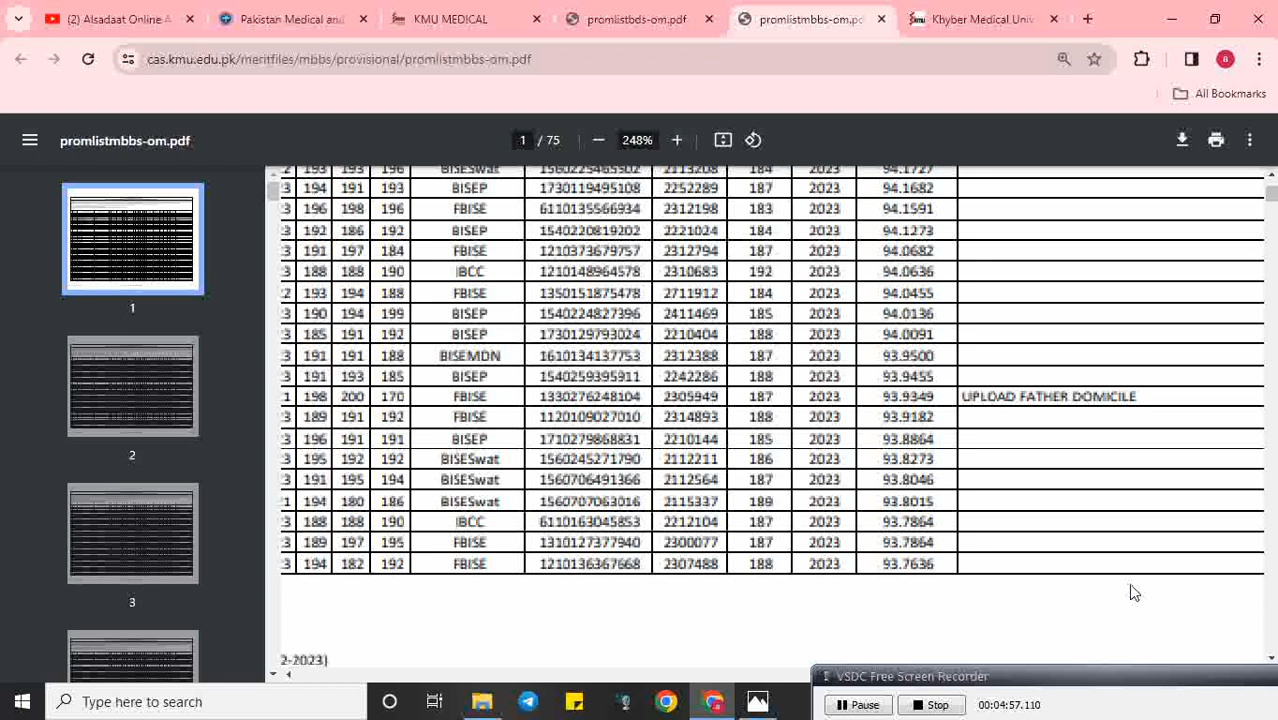 (2) Alsadaat Online A
Pakistan Medical and
KMU MEDICAL
promlistbds-om.pdf
promlistmbbs-om.pd
Khyber Medical Univ
cas.kmu.edu.pk/meritfiles/mbbs/provisional/promlistmbbs-om.pdf
All Bookmarks
promlistmbbs-om.pdf
1 / 75
248%
1
2
3
2 193 193 196 BISESwat 1560225465902 2113208 184 2023 94.1727
3 194 191 193 BISEP 1730119495108 2252289 187 2023 94.1682
3 196 198 196 FBISE 6110135566934 2312198 183 2023 94.1591
3 192 186 192 BISEP 1540220819202 2221024 184 2023 94.1273
3 191 197 184 FBISE 1210373679757 2312794 187 2023 94.0682
3 188 188 190 IBCC 1210148964578 2310683 192 2023 94.0636
2 193 194 188 FBISE 1350151875478 2711912 184 2023 94.0455
3 190 194 199 BISEP 1540224827396 2411469 185 2023 94.0136
3 185 191 192 BISEP 1730129793024 2210404 188 2023 94.0091
3 191 191 188 BISEMDN 1110134137753 2312388 187 2023 93.9500
3 191 193 185 BISEP 1540259395911 2242286 188 2023 93.9455
1 198 200 170 FBISE 1330276248104 2305949 187 2023 93.9349 UPLOAD FATHER DOMICILE
3 189 191 192 FBISE 1120109027010 2314893 188 2023 93.9182
3 196 191 191 BISEP 1710279868831 2210144 185 2023 93.8864
3 195 192 192 BISESwat 1560245271790 2112211 186 2023 93.8273
3 191 195 194 BISESwat 1560706491366 2112564 187 2023 93.8046
1 194 180 186 BISESwat 1560707063016 2115337 189 2023 93.8015
3 188 188 190 IBCC 6110163045853 2212104 187 2023 93.7864
3 189 197 195 FBISE 1310127377940 2300077 187 2023 93.7864
3 194 182 192 FBISE 1210136367668 2307488 188 2023 93.7636
2-2023)
VSDC Free Screen Recorder
Pause
Stop
00:04:57.110
Type here to search